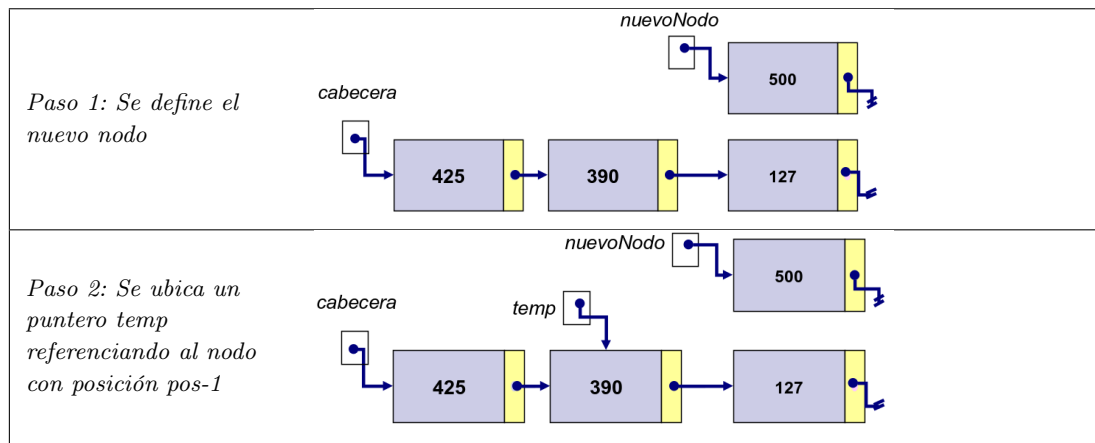 Paso 1: Se define el
nuevo nodo
nuevoNodo
500
cabecera
425
390
127
Paso 2: Se ubica un
puntero temp
referenciando al nodo
con posición pos-1
nuevoNodo
500
cabecera
temp
425
390
127